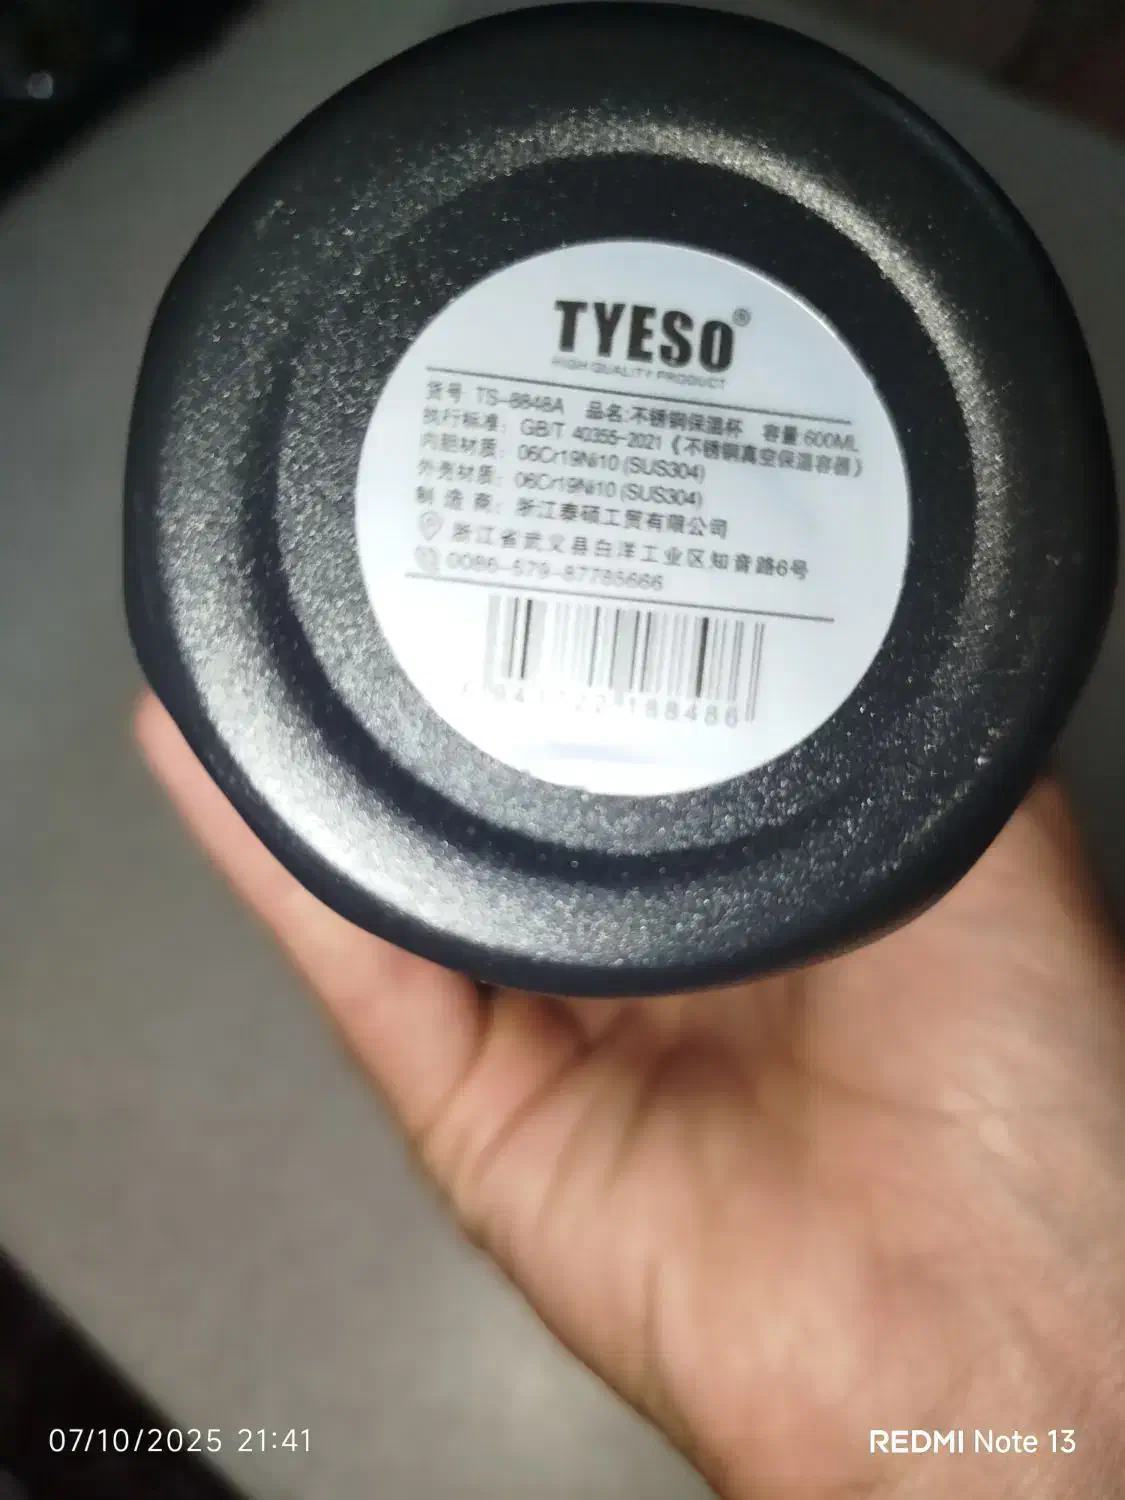 TYESO®
HIGH QUALITY PRODUCT
货号: TS-8848A 品名:不锈钢保温杯 容量:600ML
执行标准: GB/T 40355-2021《不锈钢真空保温容器》
内胆材质: 06Cr19Ni10 (SUS304)
外壳材质: 06Cr19Ni10 (SUS304)
制造商: 浙江泰硕工贸有限公司
浙江省武义县白洋工业区知音路6号
0086-579-87785666
188486
07/10/2025 21:41
REDMI Note 13